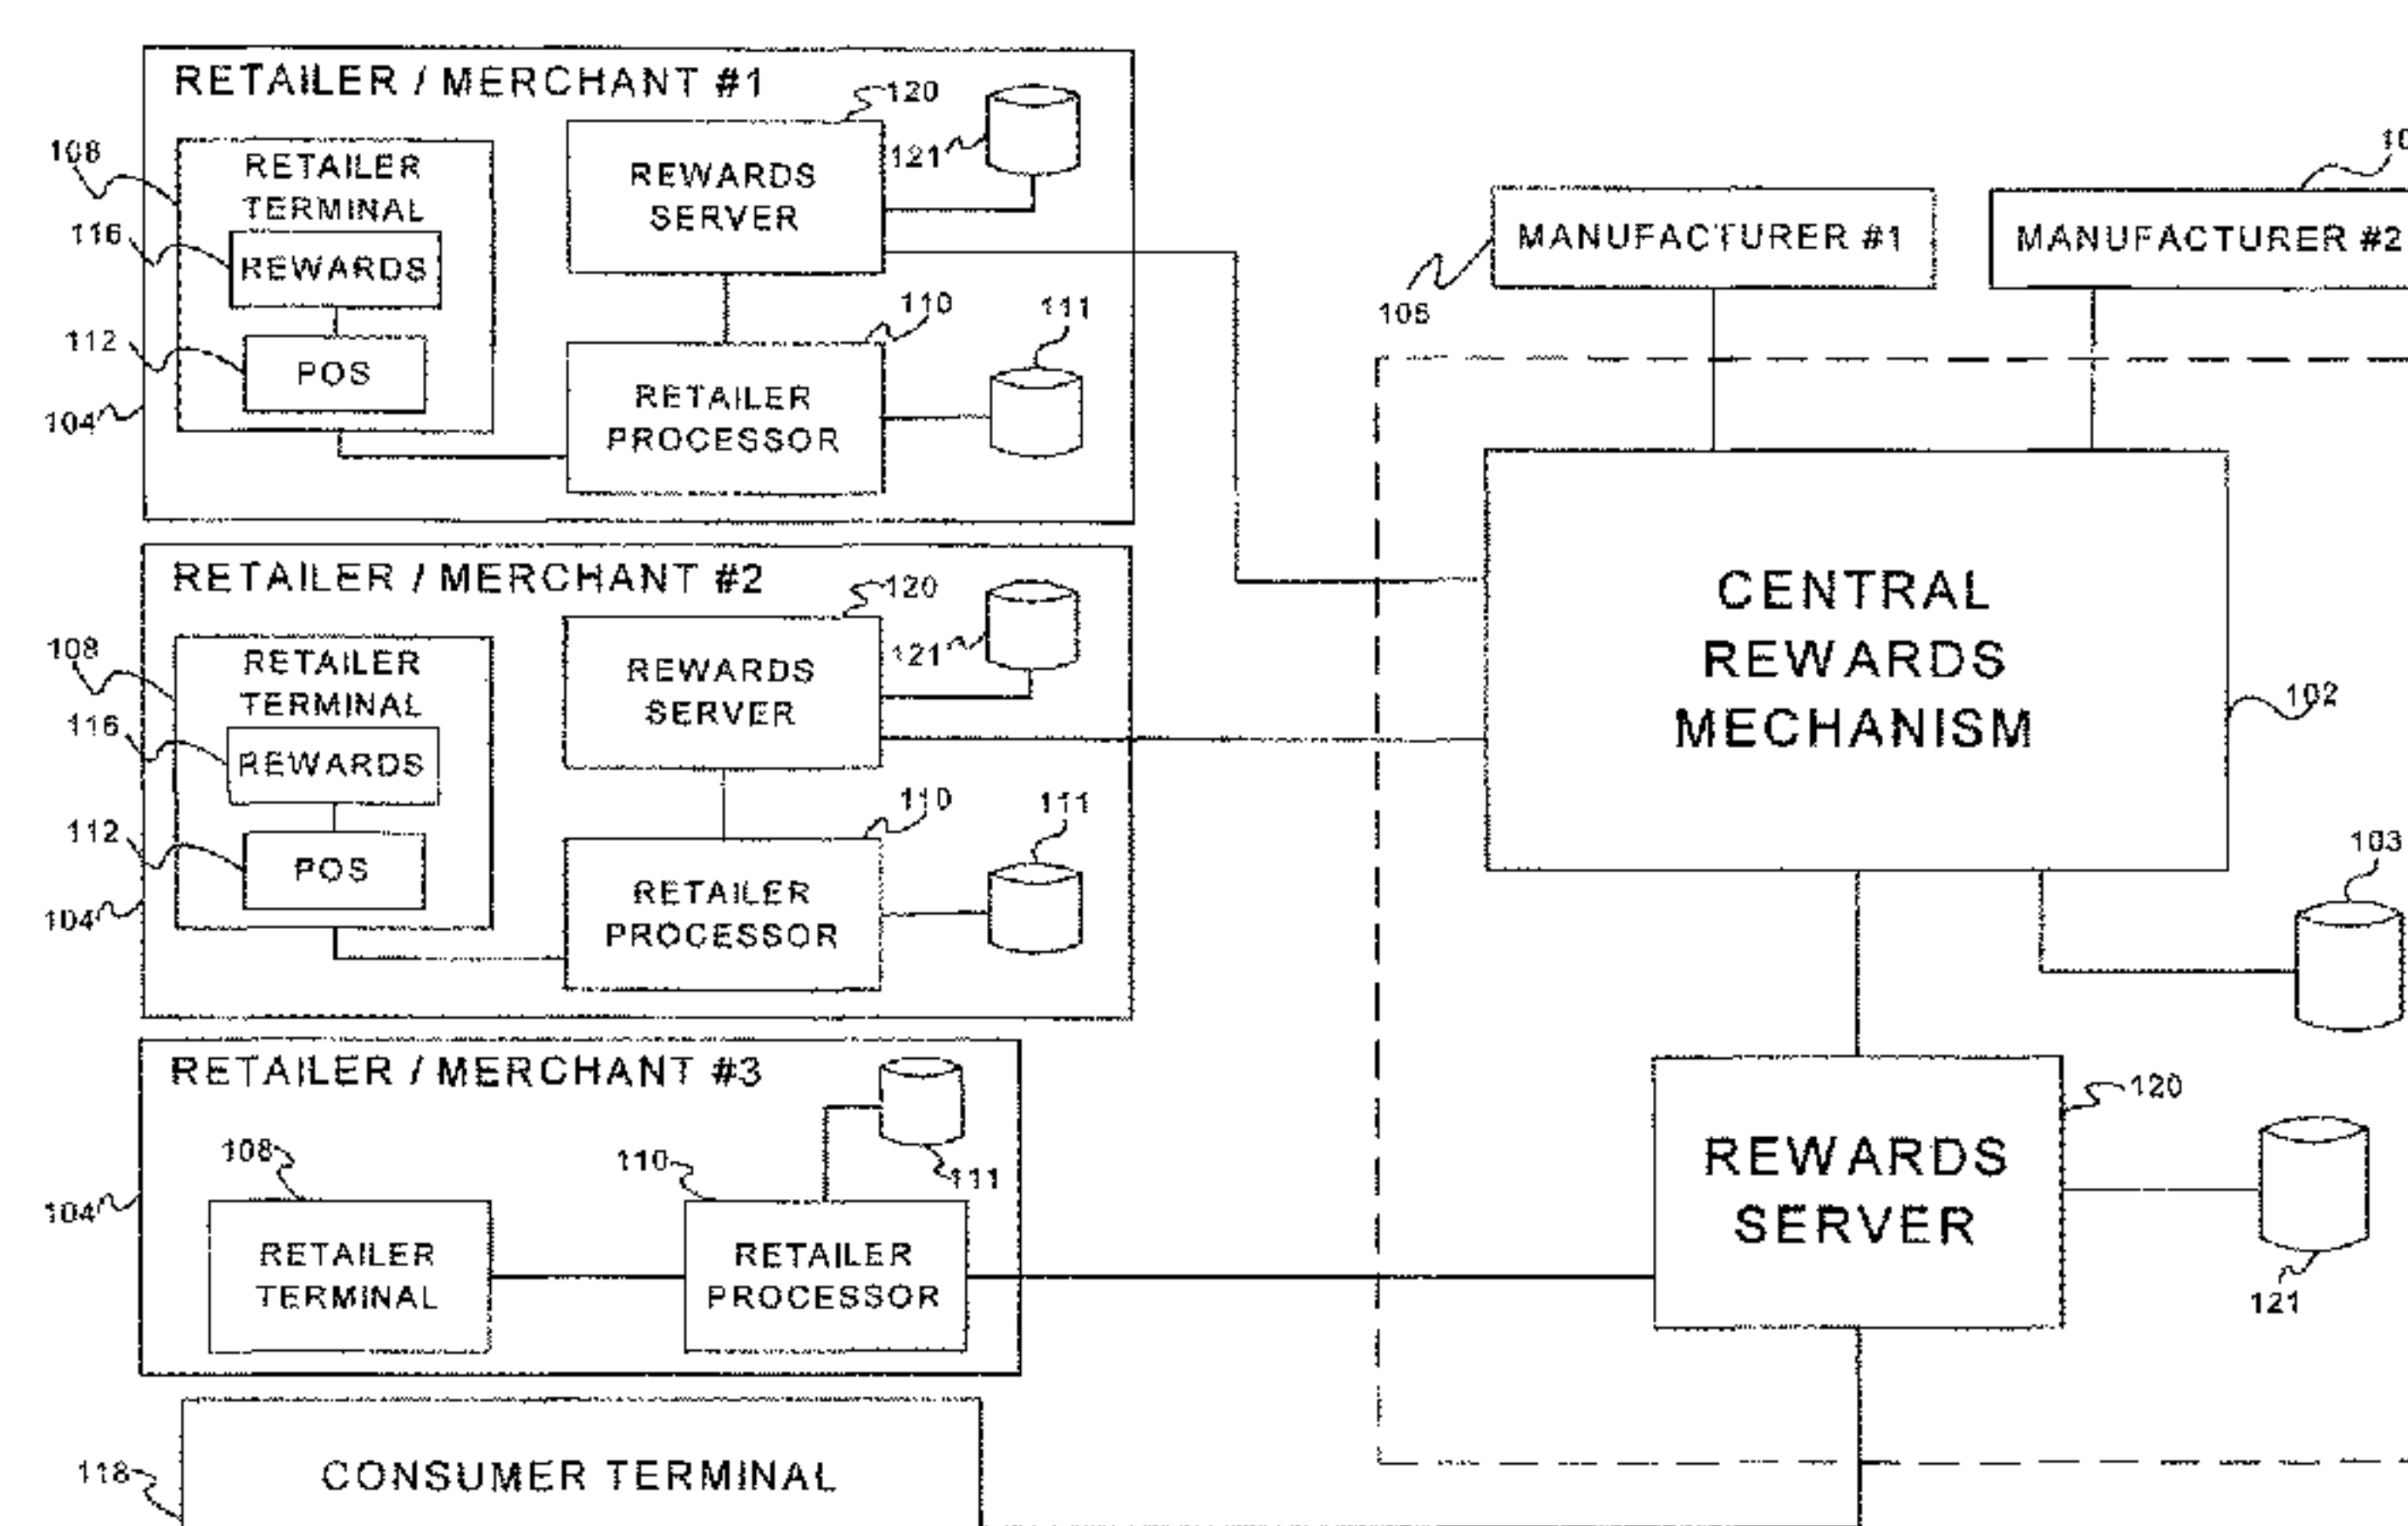 RETAILER / MERCHANT #1
120
121
108
RETAILER
TERMINAL
REWARDS
SERVER
116
REWARDS
110
111
112
POS
RETAILER
PROCESSOR
104
MANUFACTURER #1
MANUFACTURER #2
106
RETAILER / MERCHANT #2
120
121
108
RETAILER
TERMINAL
REWARDS
SERVER
116
REWARDS
110
111
112
POS
RETAILER
PROCESSOR
104
CENTRAL
REWARDS
MECHANISM
102
103
RETAILER / MERCHANT #3
108
110
111
104
RETAILER
TERMINAL
RETAILER
PROCESSOR
REWARDS
SERVER
120
121
118
CONSUMER TERMINAL